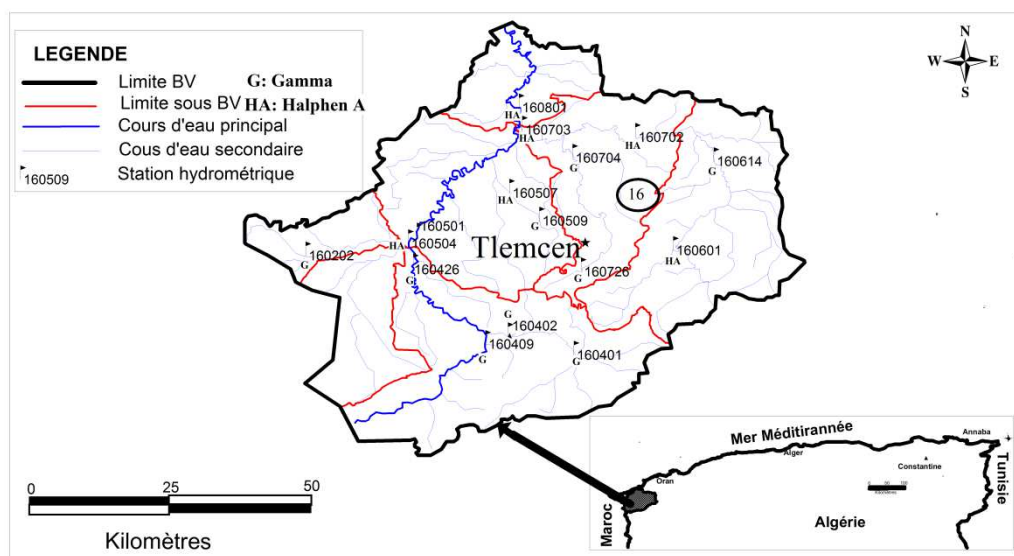 LEGENDE
Limite BV G: Gamma
Limite sous BV HA: Halphen A
Cours d'eau principal
Cous d'eau secondaire
160509 Station hydrométrique
N
W E
S
160801
HA
160703
HA
160702
HA
160704
G
160614
G
160507
HA
16
160509
G
160501
160504
HA
160202
G
Tlemcen
160601
HA
160426
G
160726
G
G
160402
160409
G
160401
G
0 25 50
Kilomètres
Mer Méditirannée
Annaba
Alger
Oran
Constantine
Tunisie
Maroc
Algérie